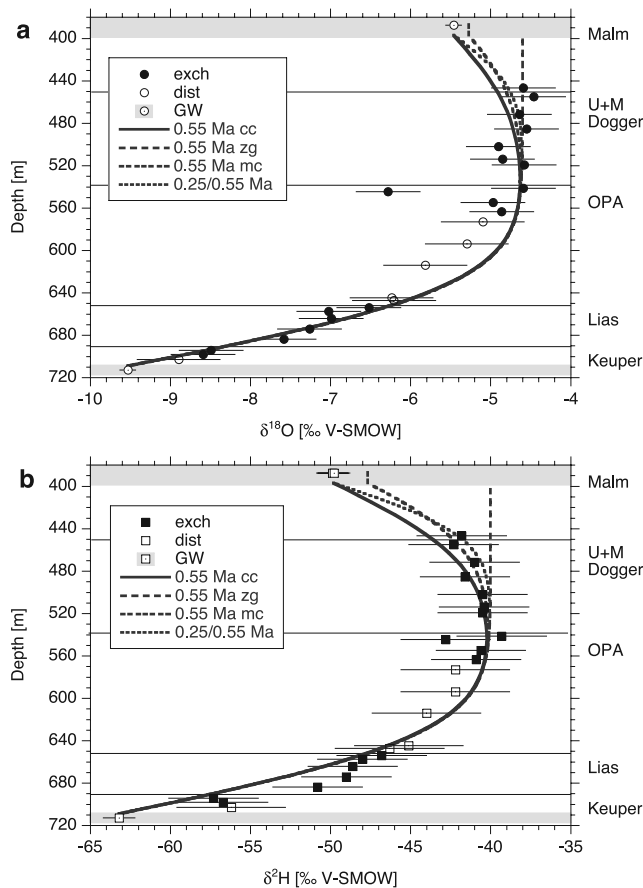 a
400
440
480
520
560
600
640
680
720
Depth [m]
exch
dist
GW
0.55 Ma cc
0.55 Ma zg
0.55 Ma mc
0.25/0.55 Ma
Malm
U+M
Dogger
OPA
Lias
Keuper
-10 -9 -8 -7 -6 -5 -4
δ¹⁸O [‰ V-SMOW]
b
400
440
480
520
560
600
640
680
720
Depth [m]
exch
dist
GW
0.55 Ma cc
0.55 Ma zg
0.55 Ma mc
0.25/0.55 Ma
Malm
U+M
Dogger
OPA
Lias
Keuper
-65 -60 -55 -50 -45 -40 -35
δ²H [‰ V-SMOW]